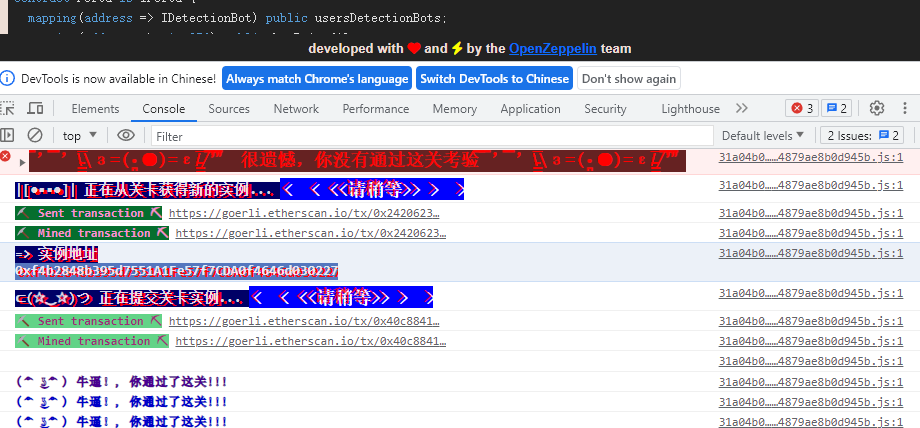 mapping(address => IDetectionBot) public usersDetectionBots;
developed with ❤ and ⚡ by the OpenZeppelin team
DevTools is now available in Chinese! Always match Chrome's language Switch DevTools to Chinese Don't show again
Elements Console Sources Network Performance Memory Application Security Lighthouse 3 2
top Filter Default levels 2 Issues: 2
很遗憾, 你没有通过这关考验 31a04b0……4879ae8b0d945b.js:1
正在从关卡获得新的实例... < < <<请稍等>> > > 31a04b0……4879ae8b0d945b.js:1
Sent transaction https://goerli.etherscan.io/tx/0x2420623… 31a04b0……4879ae8b0d945b.js:1
Mined transaction https://goerli.etherscan.io/tx/0x2420623… 31a04b0……4879ae8b0d945b.js:1
=> 实例地址 31a04b0……4879ae8b0d945b.js:1
0xf4b2848b395d7551A1Fe57f7CDA0f4646d030227
正在提交关卡实例... < < <<请稍等>> > > 31a04b0……4879ae8b0d945b.js:1
Sent transaction https://goerli.etherscan.io/tx/0x40c8841… 31a04b0……4879ae8b0d945b.js:1
Mined transaction https://goerli.etherscan.io/tx/0x40c8841… 31a04b0……4879ae8b0d945b.js:1
31a04b0……4879ae8b0d945b.js:1
牛逼!, 你通过了这关!!! 31a04b0……4879ae8b0d945b.js:1
牛逼!, 你通过了这关!!! 31a04b0……4879ae8b0d945b.js:1
牛逼!, 你通过了这关!!! 31a04b0……4879ae8b0d945b.js:1